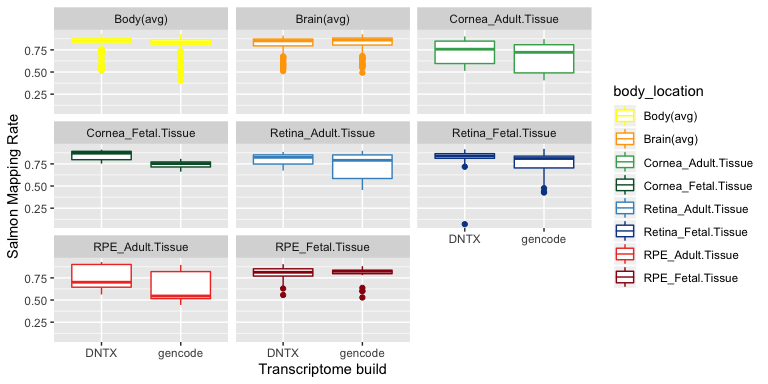 Body(avg)
Brain(avg)
Cornea_Adult.Tissue
0.75
0.50
0.25
Cornea_Fetal.Tissue
Retina_Adult.Tissue
Retina_Fetal.Tissue
0.75
0.50
0.25
DNTX
gencode
RPE_Adult.Tissue
RPE_Fetal.Tissue
0.75
0.50
0.25
DNTX
gencode
DNTX
gencode
Transcriptome build
Salmon Mapping Rate
body_location
Body(avg)
Brain(avg)
Cornea_Adult.Tissue
Cornea_Fetal.Tissue
Retina_Adult.Tissue
Retina_Fetal.Tissue
RPE_Adult.Tissue
RPE_Fetal.Tissue